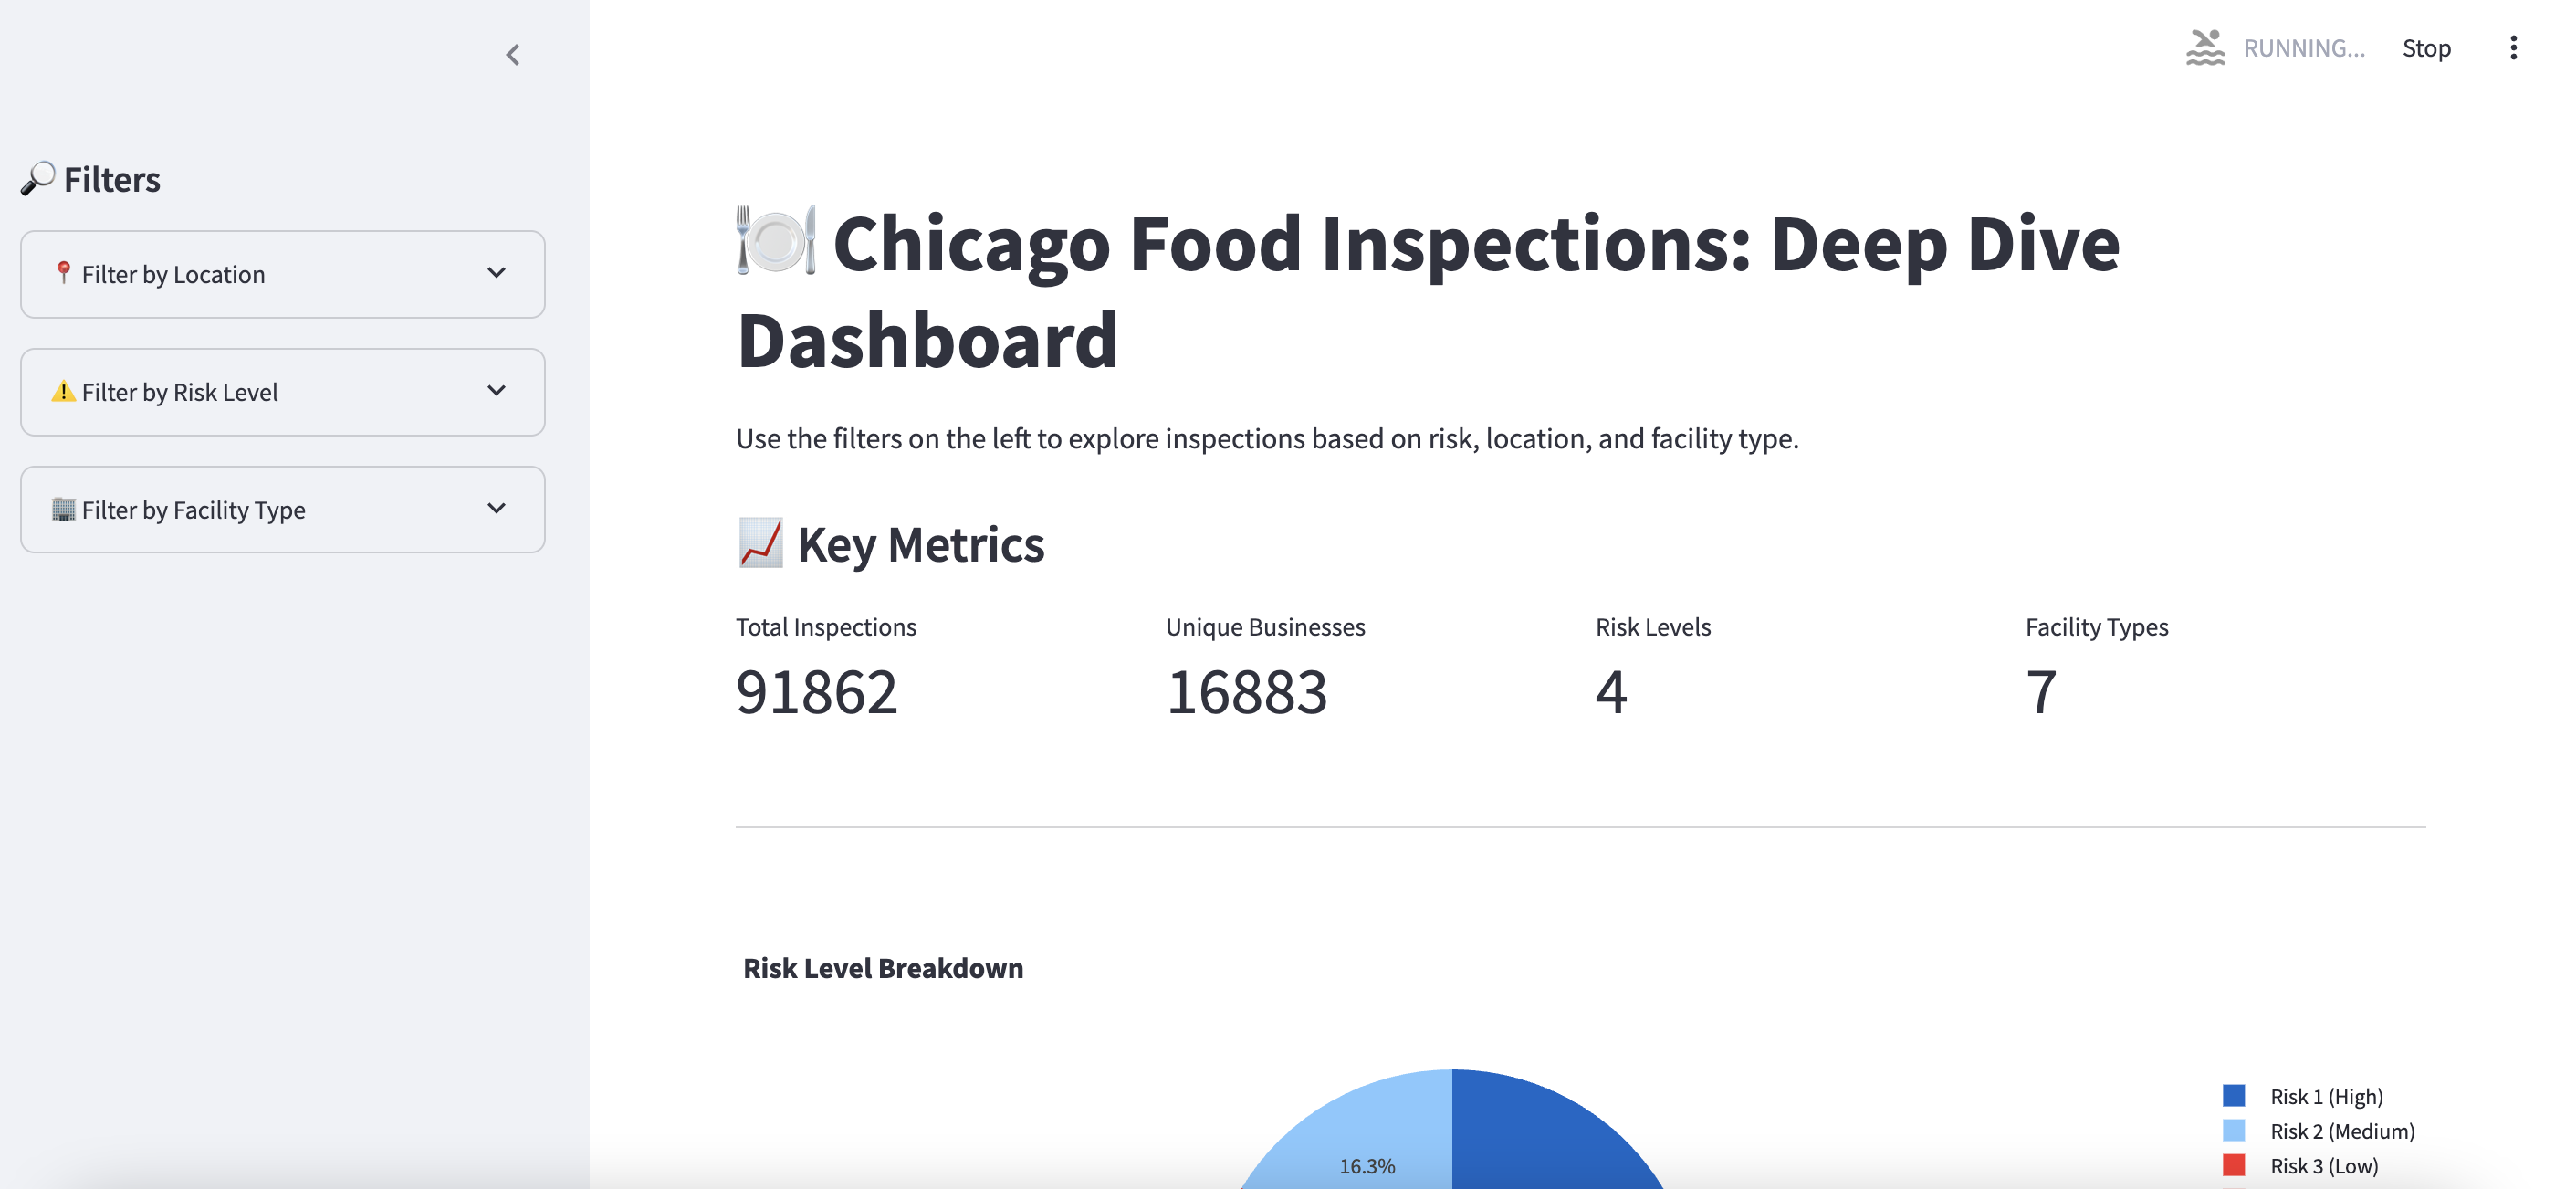 RUNNING...
Stop
Filters
Filter by Location
Filter by Risk Level
Filter by Facility Type
Chicago Food Inspections: Deep Dive
Dashboard
Use the filters on the left to explore inspections based on risk, location, and facility type.
Key Metrics
Total Inspections
91862
Unique Businesses
16883
Risk Levels
4
Facility Types
7
Risk Level Breakdown
16.3%
Risk 1 (High)
Risk 2 (Medium)
Risk 3 (Low)